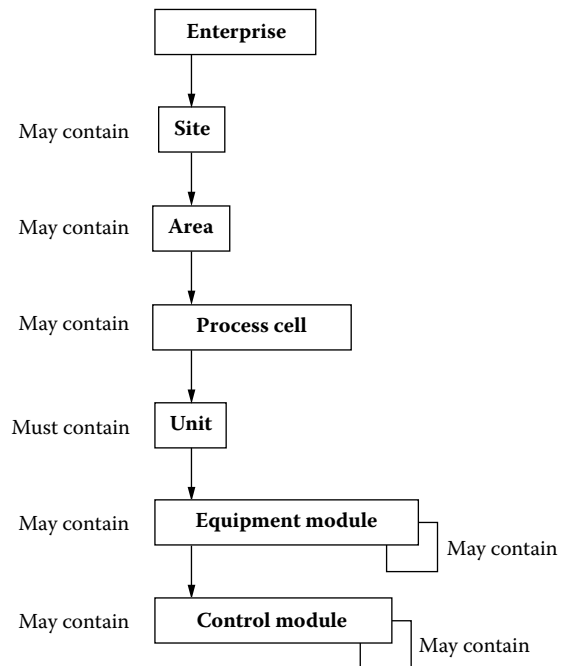 Enterprise
May contain Site
May contain Area
May contain Process cell
Must contain Unit
May contain Equipment module
May contain
May contain Control module
May contain